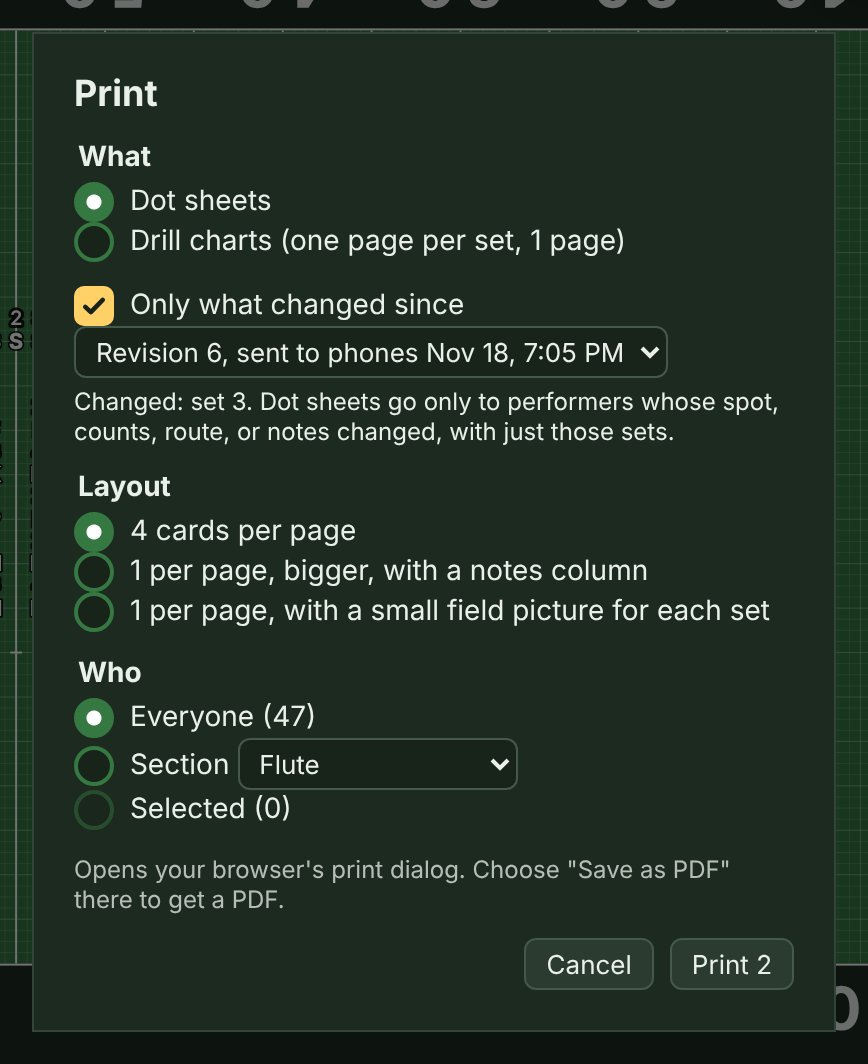 Print
What
Dot sheets
Drill charts (one page per set, 1 page)
Only what changed since
Revision 6, sent to phones Nov 18, 7:05 PM
Changed: set 3. Dot sheets go only to performers whose spot,
counts, route, or notes changed, with just those sets.
Layout
4 cards per page
1 per page, bigger, with a notes column
1 per page, with a small field picture for each set
Who
Everyone (47)
Section Flute
Selected (0)
Opens your browser's print dialog. Choose "Save as PDF"
there to get a PDF.
Cancel Print 2